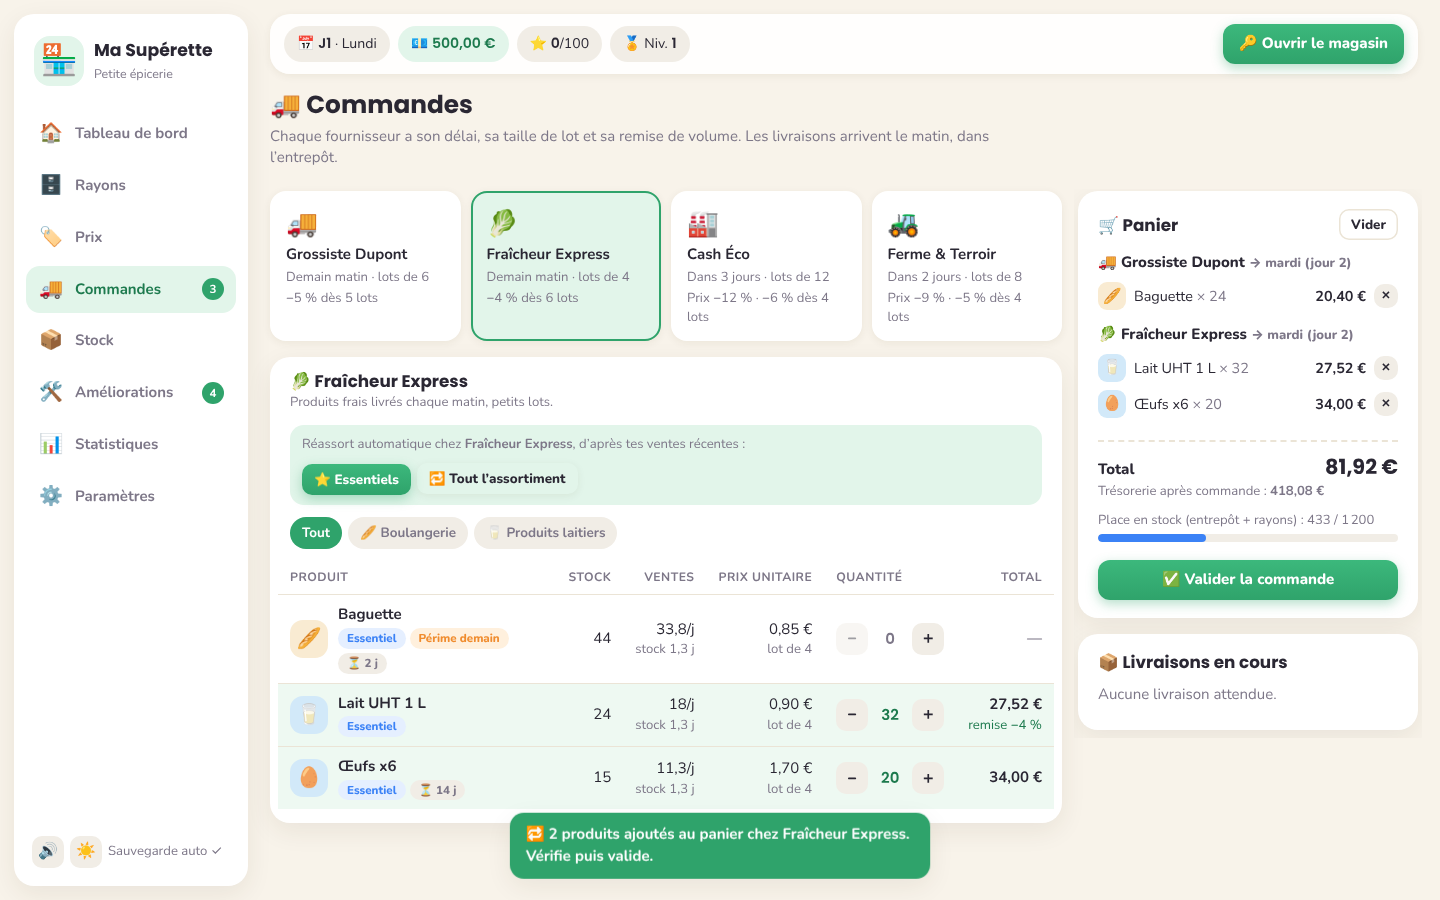 Ma Supérette
Petite épicerie
Tableau de bord
Rayons
Prix
Commandes 3
Stock
Améliorations 4
Statistiques
Paramètres
Sauvegarde auto ✓
J1 · Lundi
500,00 €
0/100
Niv. 1
Ouvrir le magasin
Commandes
Chaque fournisseur a son délai, sa taille de lot et sa remise de volume. Les livraisons arrivent le matin, dans
l’entrepôt.
Grossiste Dupont
Demain matin · lots de 6
−5 % dès 5 lots
Fraîcheur Express
Demain matin · lots de 4
−4 % dès 6 lots
Cash Éco
Dans 3 jours · lots de 12
Prix −12 % · −6 % dès 4
lots
Ferme & Terroir
Dans 2 jours · lots de 8
Prix −9 % · −5 % dès 4
lots
Fraîcheur Express
Produits frais livrés chaque matin, petits lots.
Réassort automatique chez Fraîcheur Express, d’après tes ventes récentes :
Essentiels
Tout l’assortiment
Tout
Boulangerie
Produits laitiers
PRODUIT STOCK VENTES PRIX UNITAIRE QUANTITÉ TOTAL
Baguette
Essentiel Périme demain
2 j
44
33,8/j
stock 1,3 j
0,85 €
lot de 4
− 0 +
—
Lait UHT 1 L
Essentiel
24
18/j
stock 1,3 j
0,90 €
lot de 4
− 32 +
27,52 €
remise −4 %
Œufs x6
Essentiel 14 j
15
11,3/j
stock 1,3 j
1,70 €
lot de 4
− 20 +
34,00 €
2 produits ajoutés au panier chez Fraîcheur Express.
Vérifie puis valide.
Panier
Vider
Grossiste Dupont → mardi (jour 2)
Baguette × 24 20,40 € ✕
Fraîcheur Express → mardi (jour 2)
Lait UHT 1 L × 32 27,52 € ✕
Œufs x6 × 20 34,00 € ✕
Total 81,92 €
Trésorerie après commande : 418,08 €
Place en stock (entrepôt + rayons) : 433 / 1 200
Valider la commande
Livraisons en cours
Aucune livraison attendue.